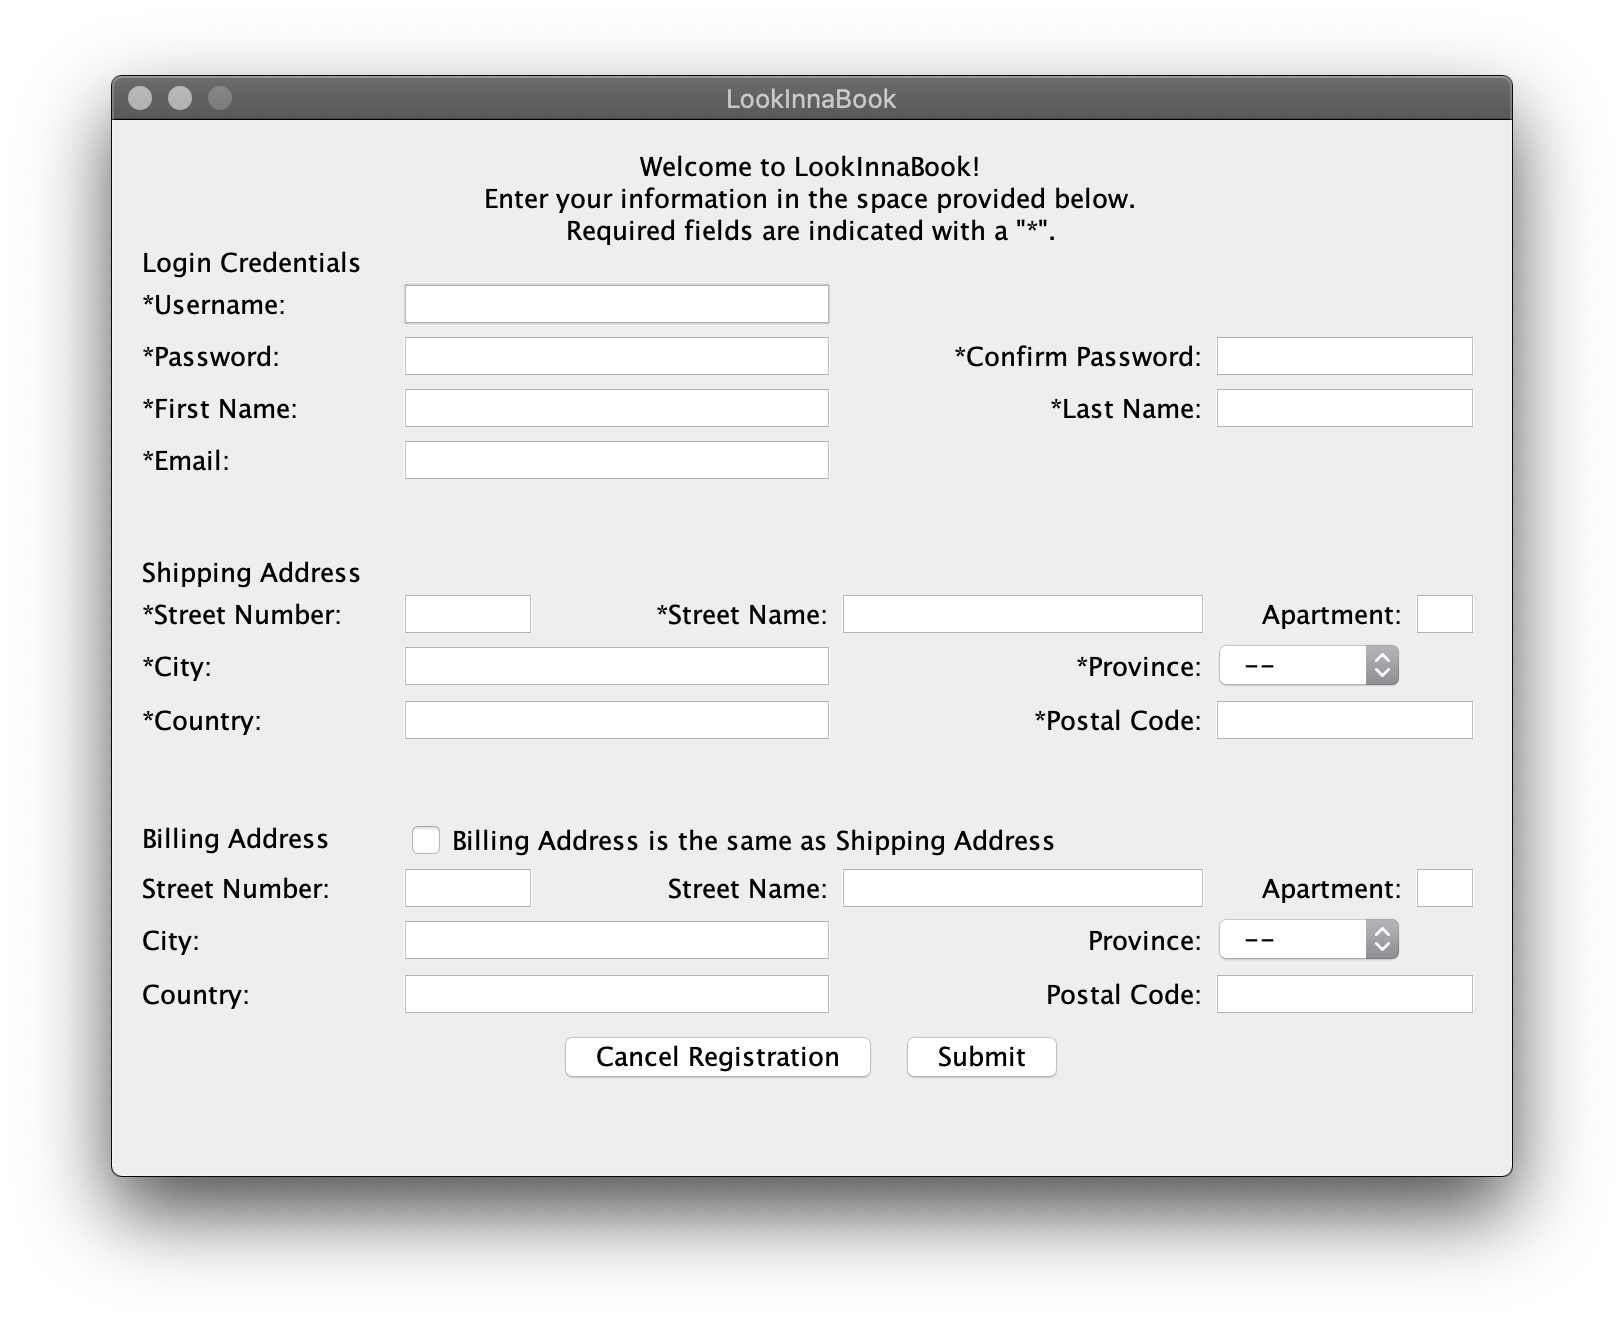 LookInnaBook
Welcome to LookInnaBook!
Enter your information in the space provided below.
Required fields are indicated with a "*".
Login Credentials
*Username:
*Password: *Confirm Password:
*First Name: *Last Name:
*Email:
Shipping Address
*Street Number: *Street Name: Apartment:
*City: *Province: --
*Country: *Postal Code:
Billing Address Billing Address is the same as Shipping Address
Street Number: Street Name: Apartment:
City: Province: --
Country: Postal Code:
Cancel Registration Submit